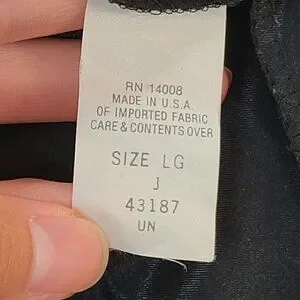 RN 14008
MADE IN U.S.A.
OF IMPORTED FABRIC
CARE & CONTENTS OVER
SIZE LG
J
43187
UN